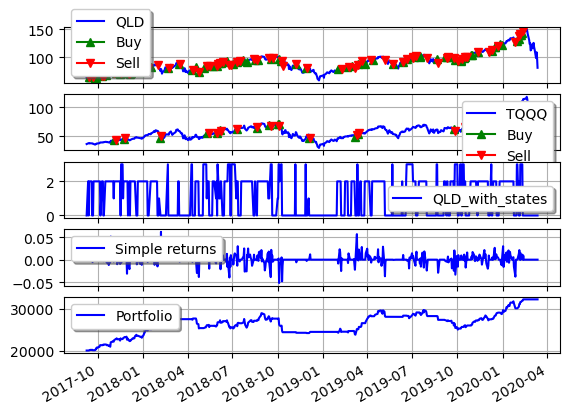 150
100
QLD
Buy
Sell
100
50
TQQQ
Buy
Sell
2
0
QLD_with_states
0.05
0.00
−0.05
Simple returns
30000
20000
Portfolio
2017-10
2018-01
2018-04
2018-07
2018-10
2019-01
2019-04
2019-07
2019-10
2020-01
2020-04